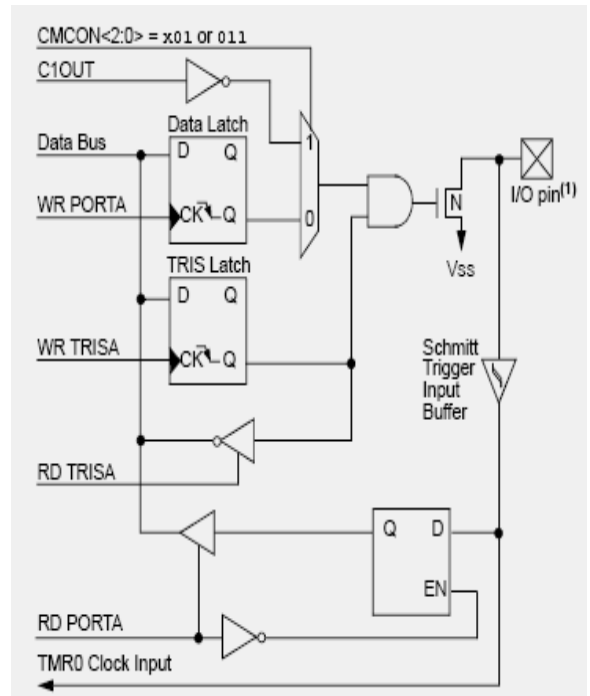 CMCON<2:0> = x01 or 011
C1OUT
Data Latch
1
Data Bus
D Q
WR PORTA
CK Q
0
N
I/O pin(1)
Vss
TRIS Latch
D Q
WR TRISA
CK Q
Schmitt
Trigger
Input
Buffer
RD TRISA
Q D
EN
RD PORTA
TMR0 Clock Input